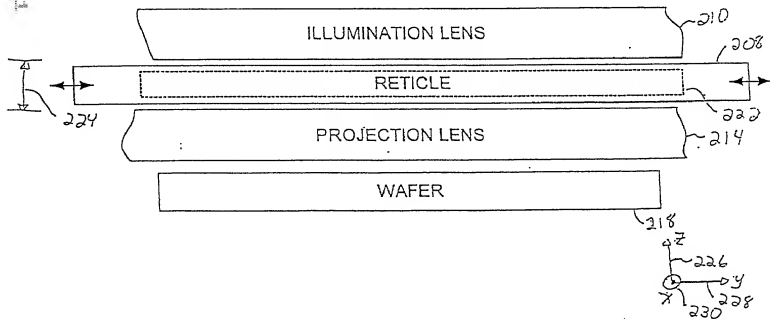 210
ILLUMINATION LENS
208
RETICLE
222
224
PROJECTION LENS
214
WAFER
218
Z
226
X
y
230
228